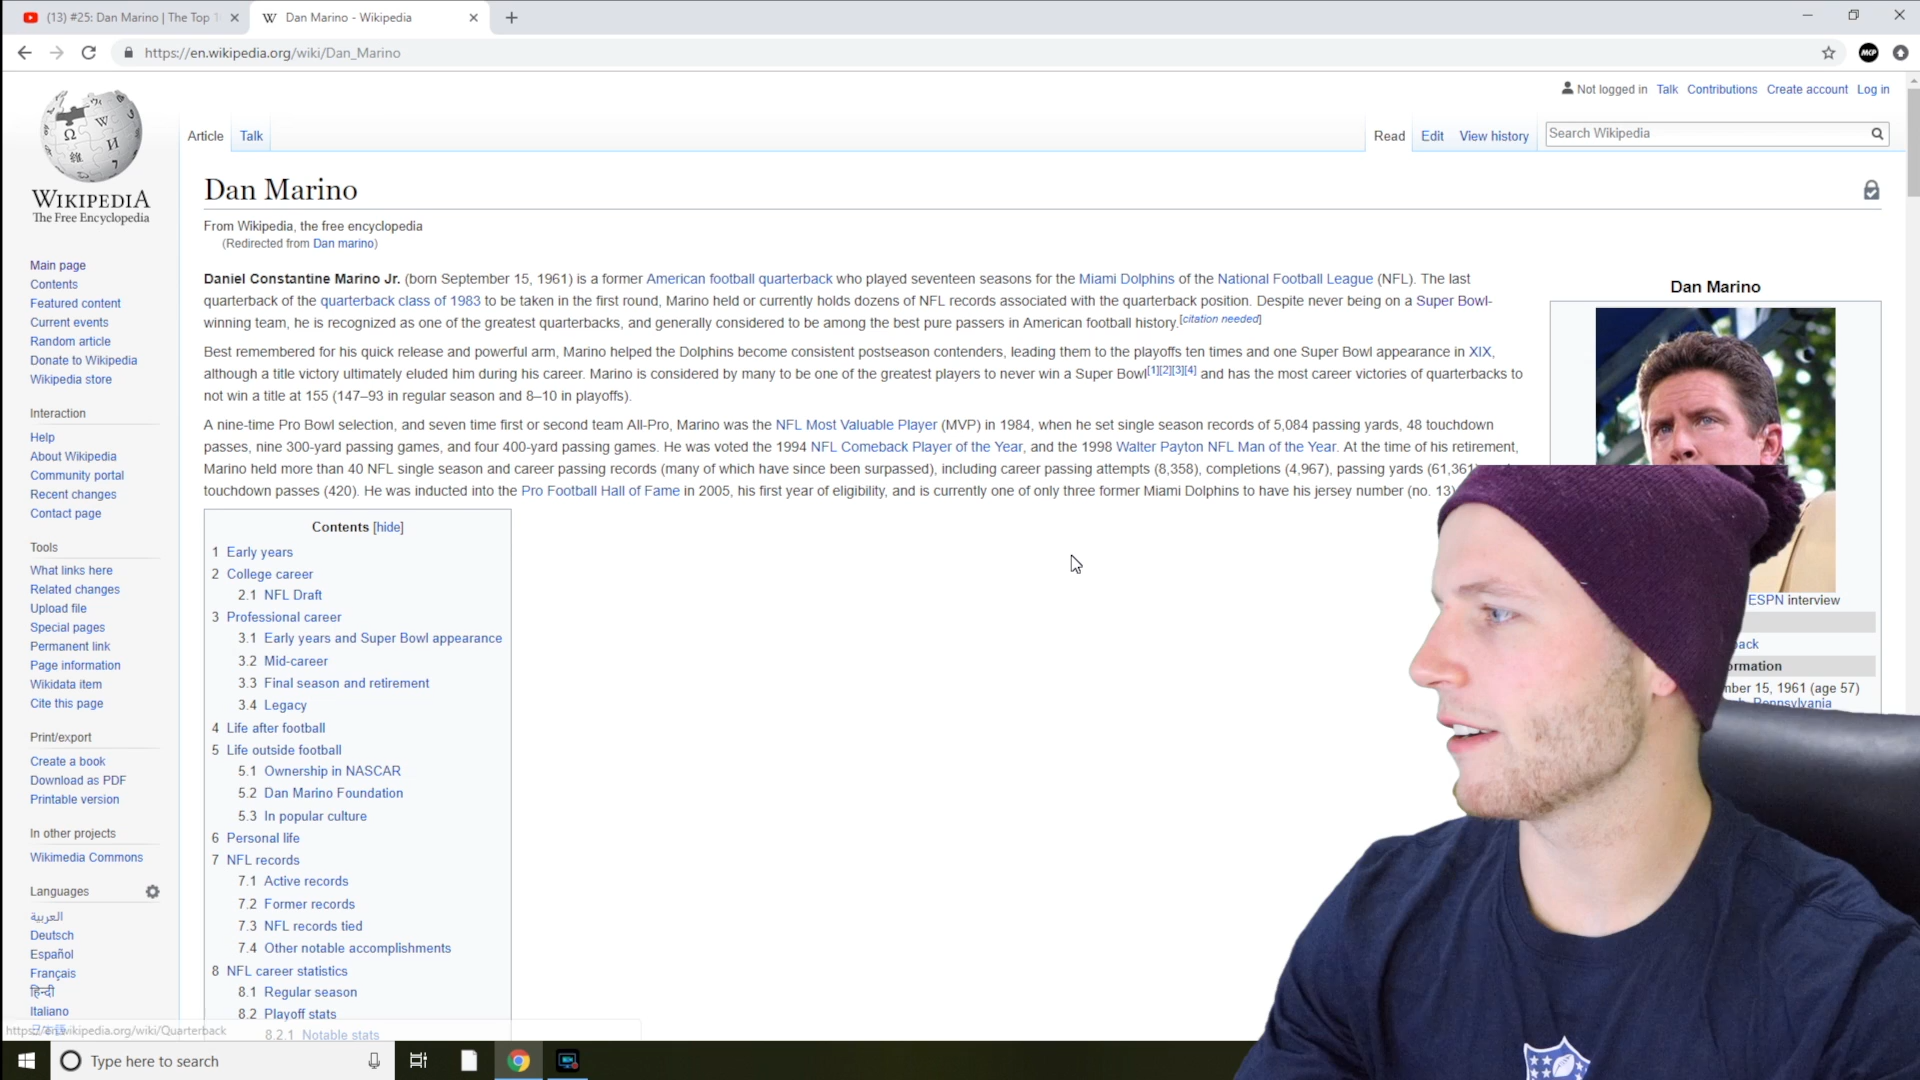 (13) #25: Dan Marino | The Top 1
Dan Marino - Wikipedia
https://en.wikipedia.org/wiki/Dan_Marino
MKP
Not logged in Talk Contributions Create account Log in
Article Talk Read Edit View history Search Wikipedia
WIKIPEDIA
The Free Encyclopedia
Main page
Contents
Featured content
Current events
Random article
Donate to Wikipedia
Wikipedia store
Interaction
Help
About Wikipedia
Community portal
Recent changes
Contact page
Tools
What links here
Related changes
Upload file
Special pages
Permanent link
Page information
Wikidata item
Cite this page
Print/export
Create a book
Download as PDF
Printable version
In other projects
Wikimedia Commons
Languages
العربية
Deutsch
Español
Français
हिन्दी
Italiano
https://en.wikipedia.org/wiki/Quarterback
Dan Marino
From Wikipedia, the free encyclopedia
(Redirected from Dan marino)
Daniel Constantine Marino Jr. (born September 15, 1961) is a former American football quarterback who played seventeen seasons for the Miami Dolphins of the National Football League (NFL). The last
quarterback of the quarterback class of 1983 to be taken in the first round, Marino held or currently holds dozens of NFL records associated with the quarterback position. Despite never being on a Super Bowl-
winning team, he is recognized as one of the greatest quarterbacks, and generally considered to be among the best pure passers in American football history.[citation needed]
Best remembered for his quick release and powerful arm, Marino helped the Dolphins become consistent postseason contenders, leading them to the playoffs ten times and one Super Bowl appearance in XIX,
although a title victory ultimately eluded him during his career. Marino is considered by many to be one of the greatest players to never win a Super Bowl[1][2][3][4] and has the most career victories of quarterbacks to
not win a title at 155 (147–93 in regular season and 8–10 in playoffs).
A nine-time Pro Bowl selection, and seven time first or second team All-Pro, Marino was the NFL Most Valuable Player (MVP) in 1984, when he set single season records of 5,084 passing yards, 48 touchdown
passes, nine 300-yard passing games, and four 400-yard passing games. He was voted the 1994 NFL Comeback Player of the Year, and the 1998 Walter Payton NFL Man of the Year. At the time of his retirement,
Marino held more than 40 NFL single season and career passing records (many of which have since been surpassed), including career passing attempts (8,358), completions (4,967), passing yards (61,361)
touchdown passes (420). He was inducted into the Pro Football Hall of Fame in 2005, his first year of eligibility, and is currently one of only three former Miami Dolphins to have his jersey number (no. 13)
Contents [hide]
1 Early years
2 College career
2.1 NFL Draft
3 Professional career
3.1 Early years and Super Bowl appearance
3.2 Mid-career
3.3 Final season and retirement
3.4 Legacy
4 Life after football
5 Life outside football
5.1 Ownership in NASCAR
5.2 Dan Marino Foundation
5.3 In popular culture
6 Personal life
7 NFL records
7.1 Active records
7.2 Former records
7.3 NFL records tied
7.4 Other notable accomplishments
8 NFL career statistics
8.1 Regular season
8.2 Playoff stats
8.2.1 Notable stats
Dan Marino
ESPN interview
back
ormation
mber 15, 1961 (age 57)
Pennsylvania
Type here to search